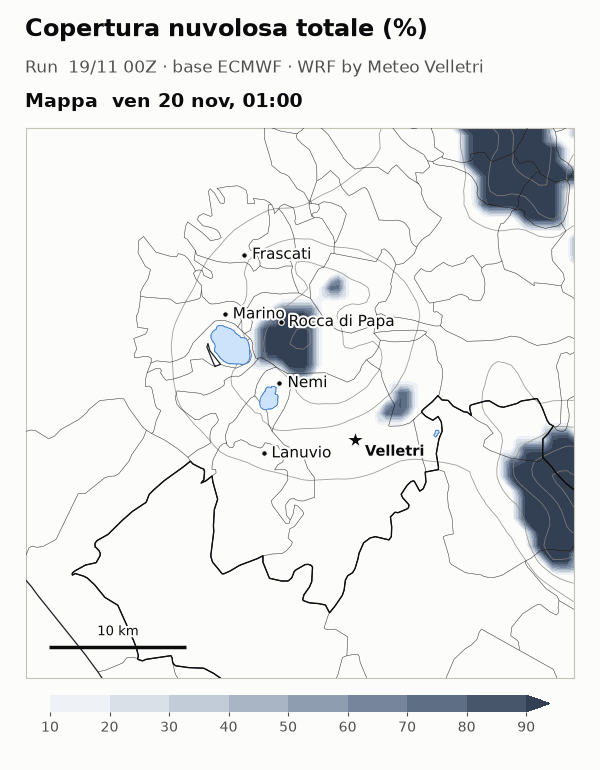 Copertura nuvolosa totale (%)
Run  19/11 00Z · base ECMWF · WRF by Meteo Velletri
Mappa  ven 20 nov, 01:00
Frascati
Marino
Rocca di Papa
Nemi
Velletri
Lanuvio
10 km
10 20 30 40 50 60 70 80 90